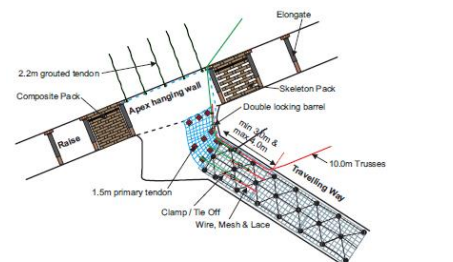 Elongate
2.2m grouted tendon
Composite Pack
Apex hanging wall
Skeleton Pack
Double locking barrel
Raise
min 3,0m &
max 4,0m
10.0m Trusses
Travelling Way
1.5m primary tendon
Clamp / Tie Off
Wire, Mesh & Lace